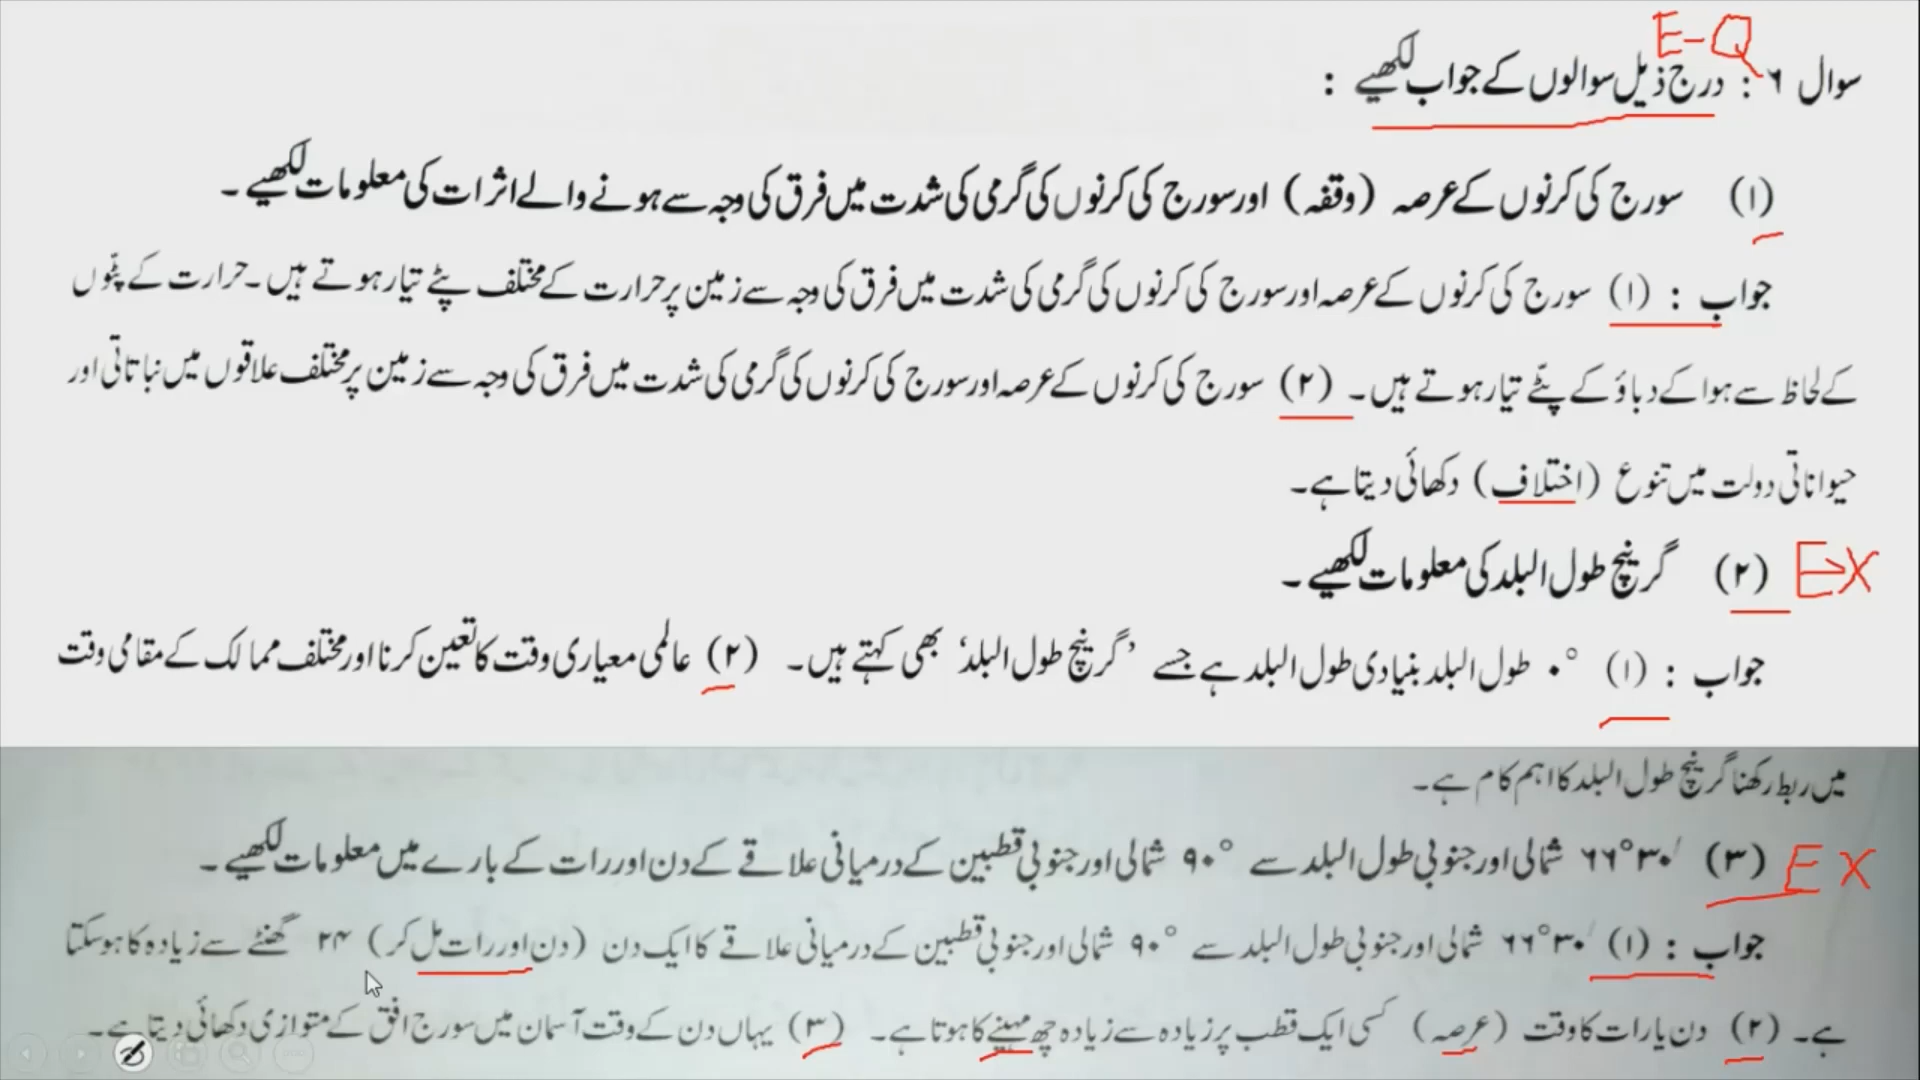 E-Q
سوال ۶ : درج ذیل سوالوں کے جواب لکھیے :
(۱) سورج کی کرنوں کے عرصہ (وقفہ) اور سورج کی کرنوں کی گرمی کی شدت میں فرق کی وجہ سے ہونے والے اثرات کی معلومات لکھیے۔
جواب : (۱) سورج کی کرنوں کے عرصہ اور سورج کی کرنوں کی گرمی کی شدت میں فرق کی وجہ سے زمین پر حرارت کے مختلف پٹے تیار ہوتے ہیں۔ حرارت کے پٹّوں
کے لحاظ سے ہوا کے دباؤ کے پٹّے تیار ہوتے ہیں۔ (۲) سورج کی کرنوں کے عرصہ اور سورج کی کرنوں کی گرمی کی شدت میں فرق کی وجہ سے زمین پر مختلف علاقوں میں نباتاتی اور
حیواناتی دولت میں تنوع (اختلاف) دکھائی دیتا ہے۔
(۲) گرینچ طول البلد کی معلومات لکھیے۔ EX
جواب : (۱) ۰° طول البلد بنیادی طول البلد ہے جسے ’گرینچ طول البلد‘ بھی کہتے ہیں۔ (۲) عالمی معیاری وقت کا تعین کرنا اور مختلف ممالک کے مقامی وقت
میں ربط رکھنا گرینچ طول البلد کا اہم کام ہے۔
(۳) ۶۶°۳۰′ شمالی اور جنوبی طول البلد سے ۹۰° شمالی اور جنوبی قطبین کے درمیانی علاقے کے دن اور رات کے بارے میں معلومات لکھیے۔ EX
جواب : (۱) ۶۶°۳۰′ شمالی اور جنوبی طول البلد سے ۹۰° شمالی اور جنوبی قطبین کے درمیانی علاقے کا ایک دن (دن اور رات مل کر) ۲۴ گھنٹے سے زیادہ کا ہو سکتا
ہے۔ (۲) دن یا رات کا وقت (عرصہ) کسی ایک قطب پر زیادہ سے زیادہ چھ مہینے کا ہوتا ہے۔ (۳) یہاں دن کے وقت آسمان میں سورج افق کے متوازی دکھائی دیتا ہے۔